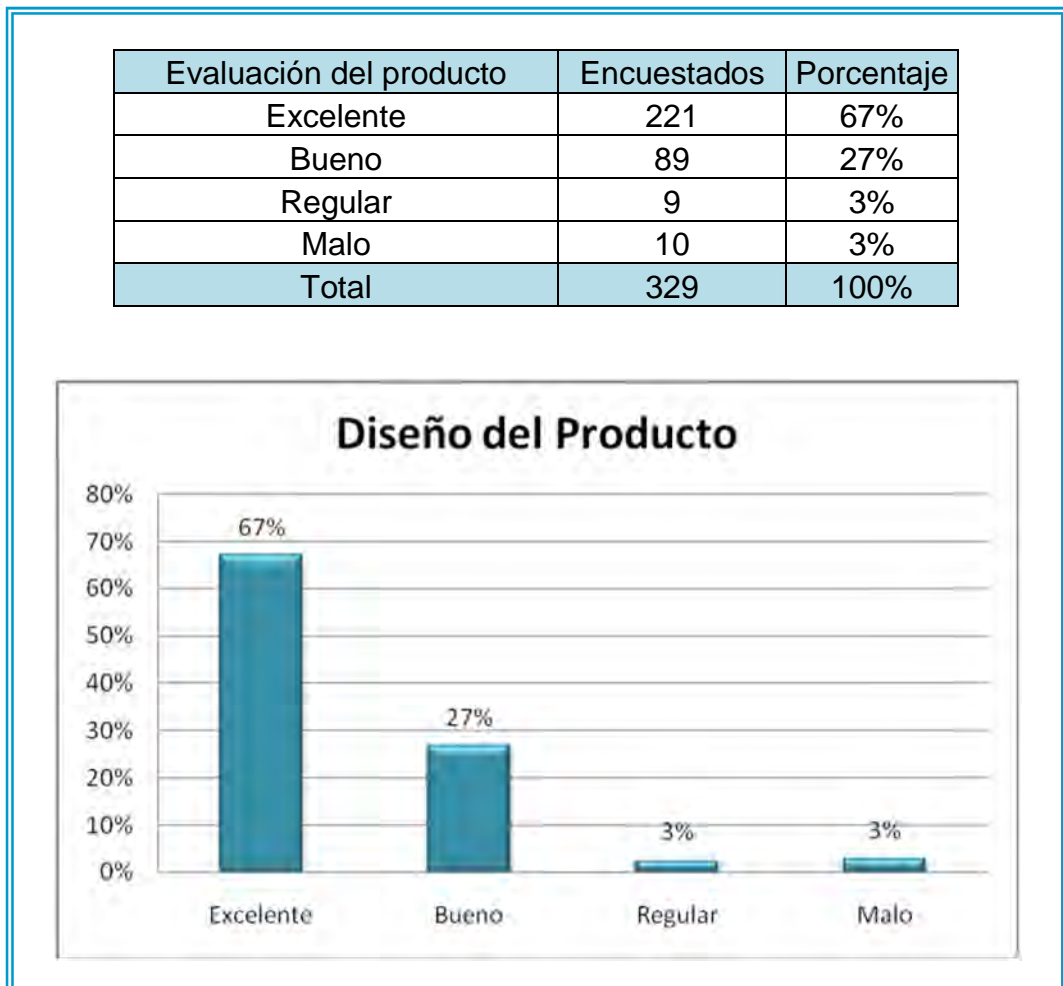 Evaluación del producto Encuestados Porcentaje
Excelente 221 67%
Bueno 89 27%
Regular 9 3%
Malo 10 3%
Total 329 100%
Diseño del Producto
80%
70%
60%
50%
40%
30%
20%
10%
0%
67%
27%
3%
3%
Excelente Bueno Regular Malo